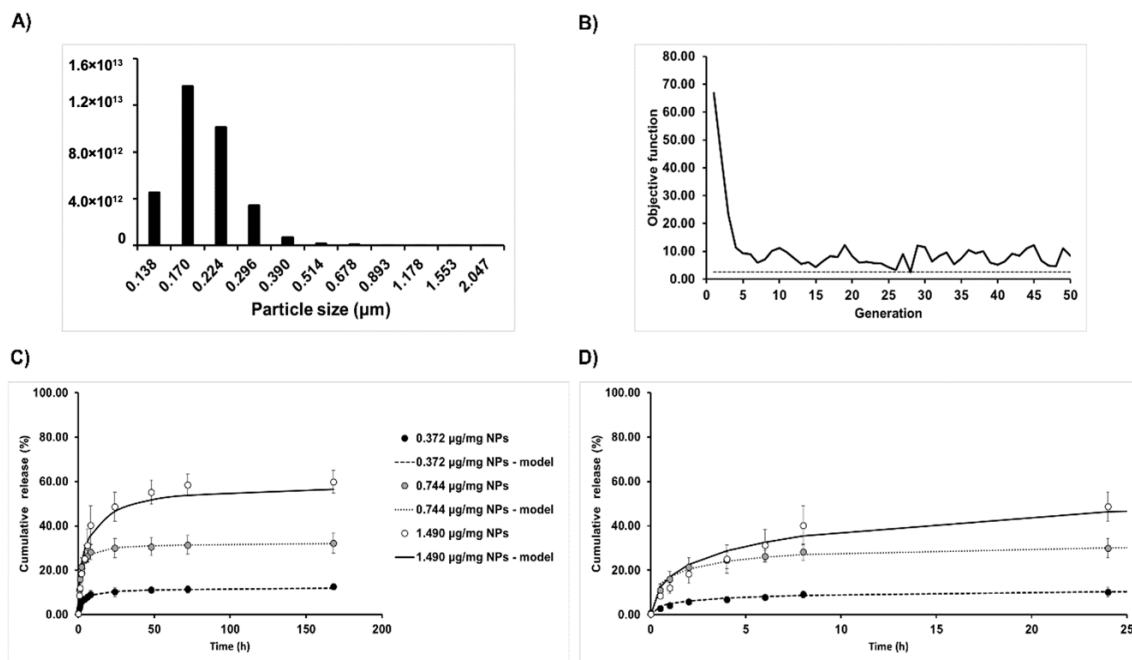 A)
1.6×10¹³
1.2×10¹³
8.0×10¹²
4.0×10¹²
0
0.138
0.170
0.224
0.296
0.390
0.514
0.678
0.893
1.178
1.553
2.047
Particle size (µm)
B)
80.00
70.00
60.00
50.00
40.00
30.00
20.00
10.00
0.00
Objective function
0 5 10 15 20 25 30 35 40 45 50
Generation
C)
100.00
80.00
60.00
40.00
20.00
0.00
Cumulative release (%)
0 50 100 150 200
Time (h)
0.372 µg/mg NPs
0.372 µg/mg NPs - model
0.744 µg/mg NPs
0.744 µg/mg NPs - model
1.490 µg/mg NPs
1.490 µg/mg NPs - model
D)
100.00
80.00
60.00
40.00
20.00
0.00
Cumulative release (%)
0 5 10 15 20 25
Time (h)